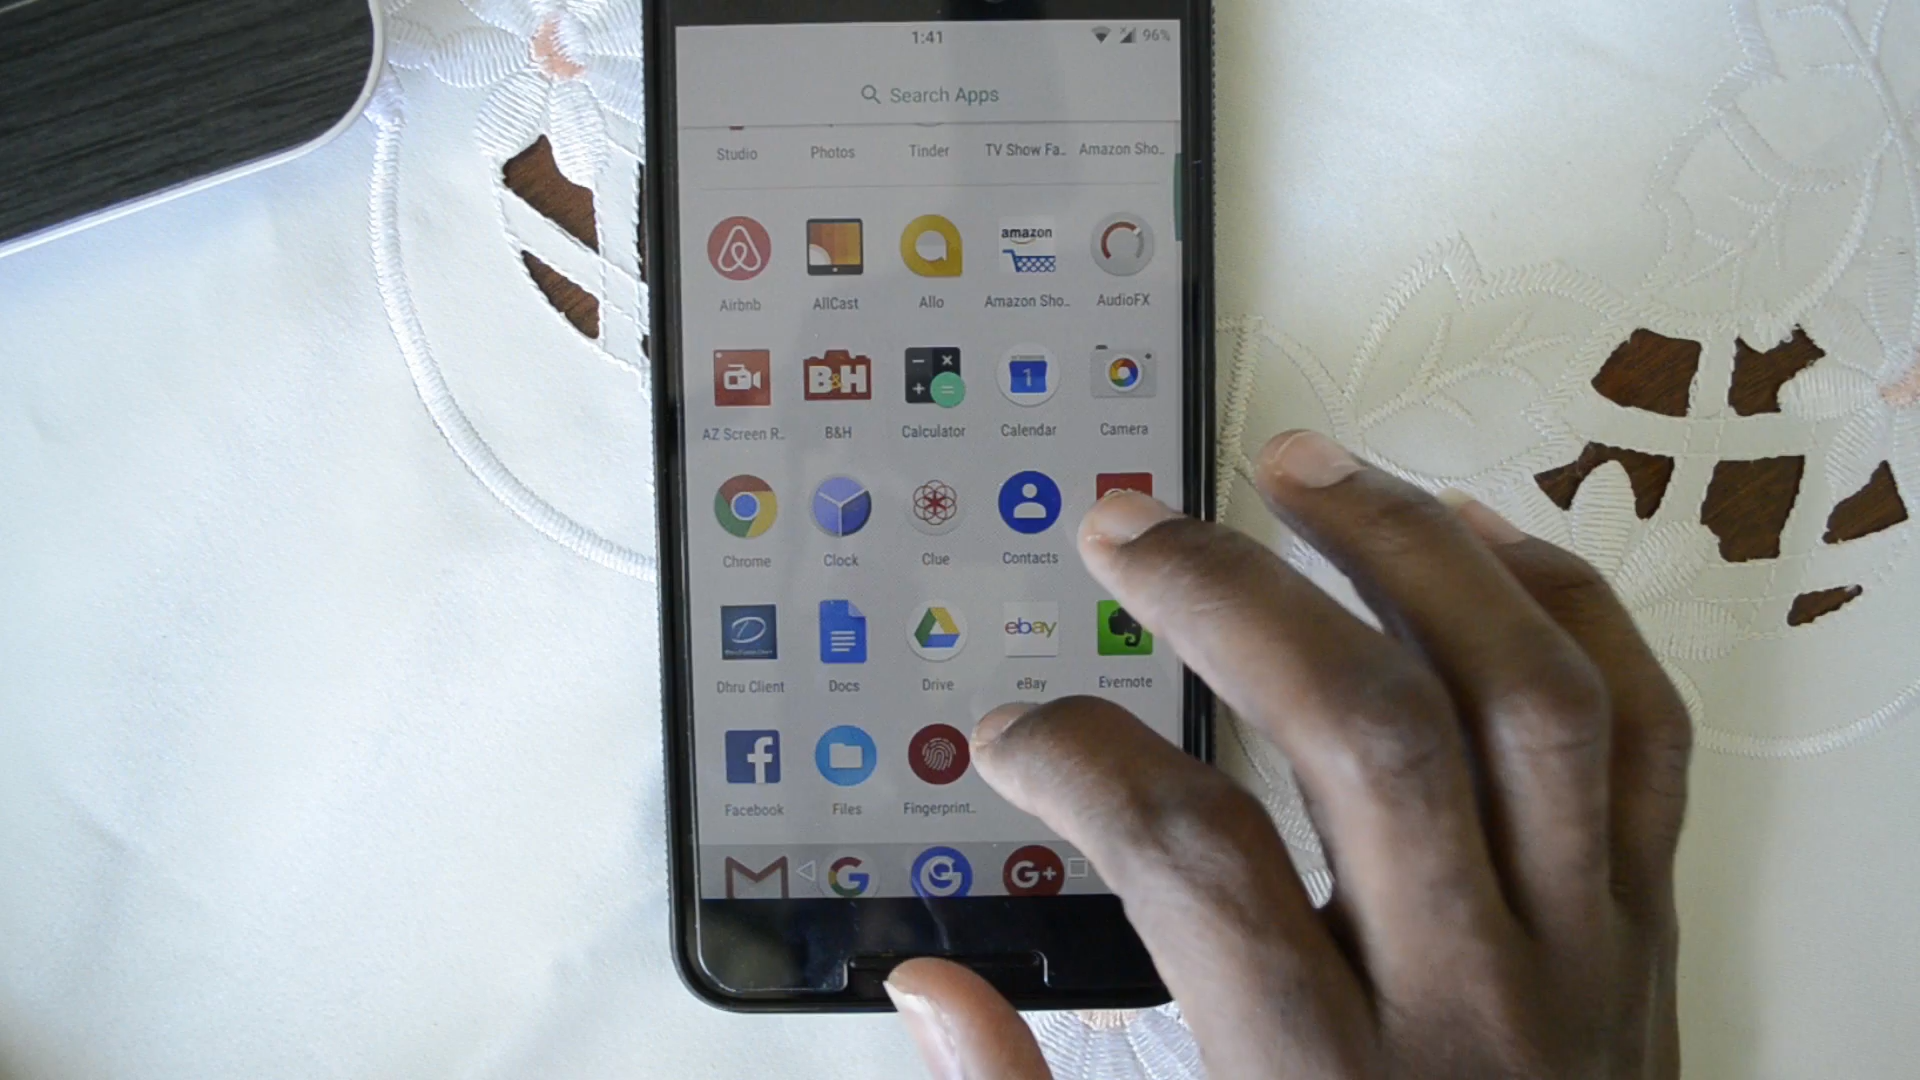 1:41 96%
Search Apps
Studio Photos Tinder TV Show Fa.. Amazon Sho..
amazon
Airbnb AllCast Allo Amazon Sho.. AudioFX
B&H 1
AZ Screen R.. B&H Calculator Calendar Camera
Chrome Clock Clue Contacts
D ebay
Dhru Client Docs Drive eBay Evernote
f
Facebook Files Fingerprint..
M G G G+